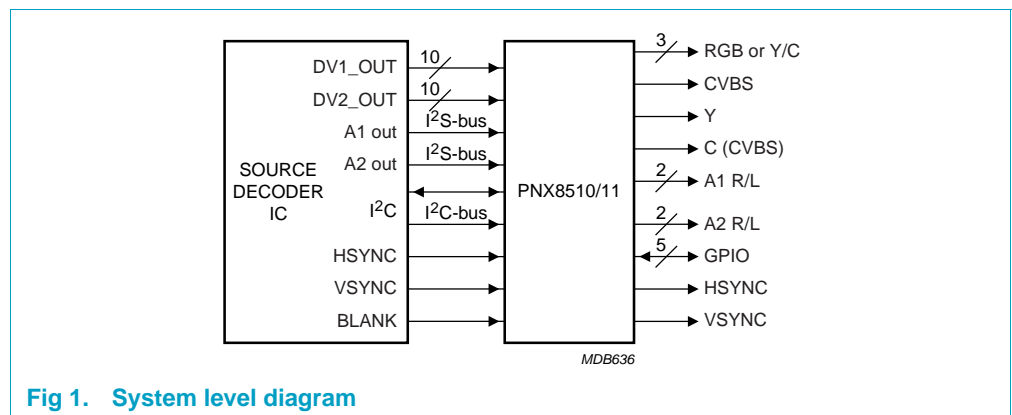 DV1_OUT
DV2_OUT
A1 out
A2 out
I2C
HSYNC
VSYNC
BLANK
SOURCE
DECODER
IC
10
10
I2S-bus
I2S-bus
I2C-bus
PNX8510/11
3
RGB or Y/C
CVBS
Y
C (CVBS)
2
A1 R/L
2
A2 R/L
5
GPIO
HSYNC
VSYNC
MDB636
Fig 1. System level diagram